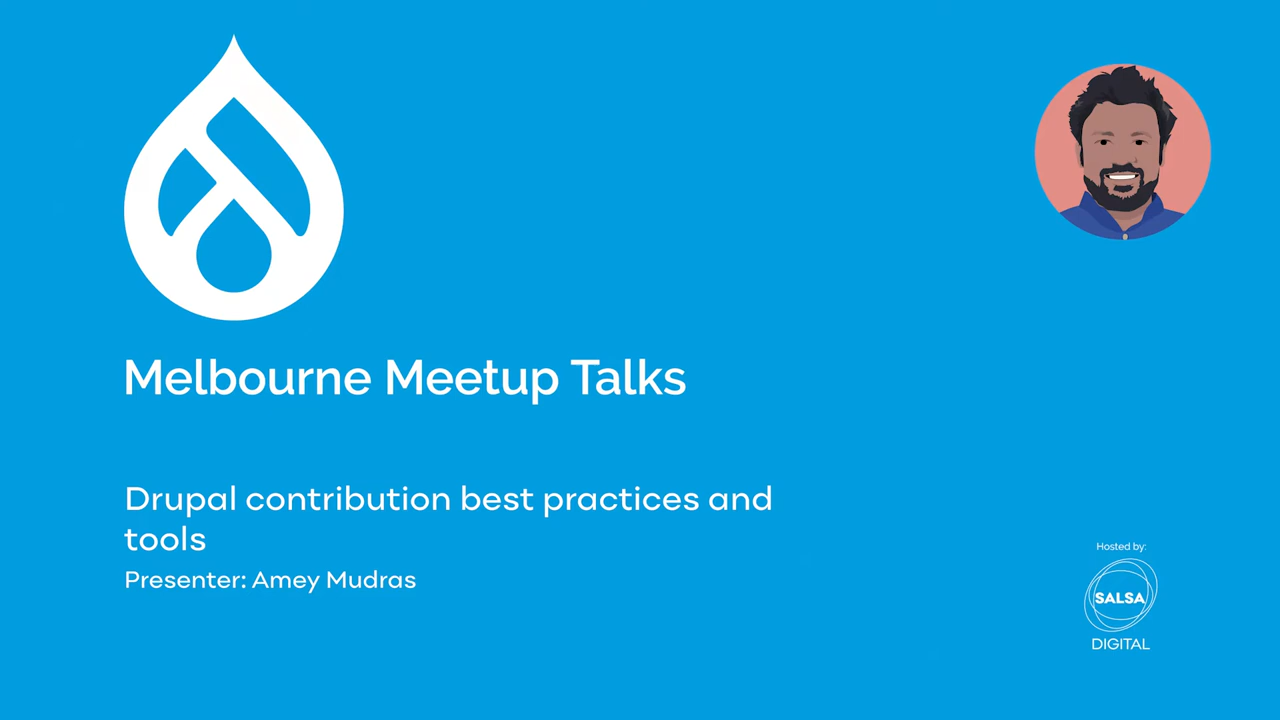 Melbourne Meetup Talks
Drupal contribution best practices and
tools
Presenter: Amey Mudras
Hosted by:
SALSA
DIGITAL